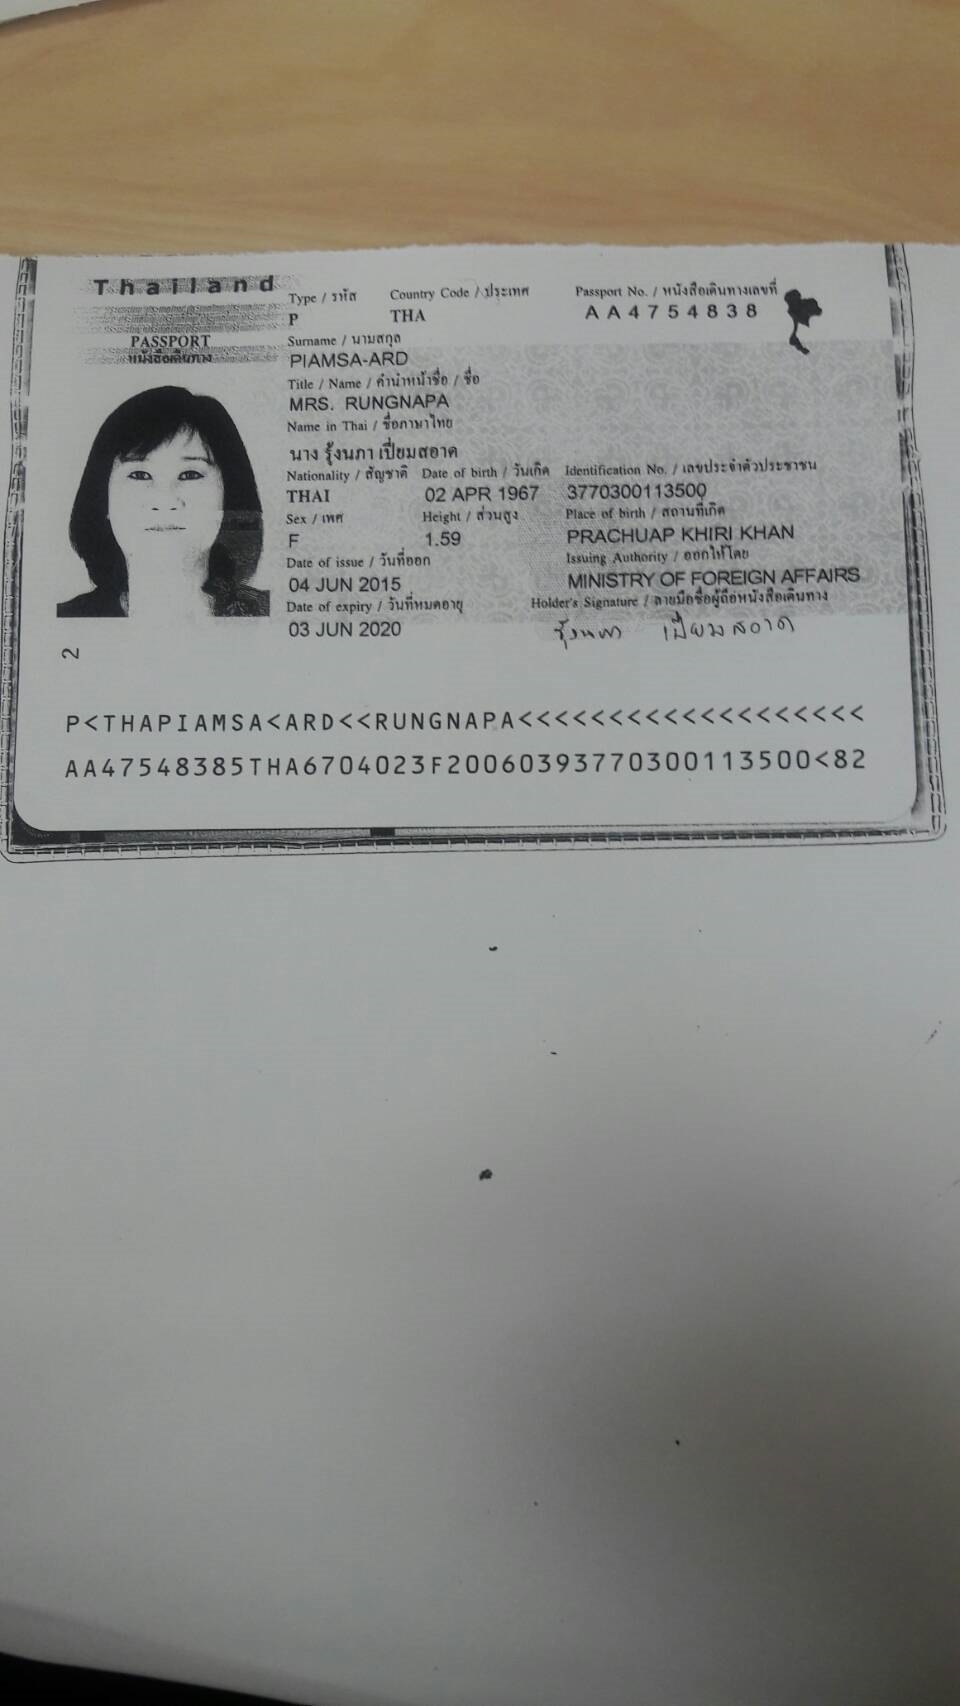 Thailand
Type / รหัส
Country Code / ประเทศ
Passport No. / หนังสือเดินทางเลขที่
P
THA
AA4754838
PASSPORT
หนังสือเดินทาง
Surname / นามสกุล
PIAMSA-ARD
Title / Name / คำนำหน้าชื่อ / ชื่อ
MRS. RUNGNAPA
Name in Thai / ชื่อภาษาไทย
นาง รุ้งนภา เปี่ยมสอาด
Nationality / สัญชาติ
Date of birth / วันเกิด
Identification No. / เลขประจำตัวประชาชน
THAI
02 APR 1967
3770300113500
Sex / เพศ
Height / ส่วนสูง
Place of birth / สถานที่เกิด
F
1.59
PRACHUAP KHIRI KHAN
Date of issue / วันที่ออก
Issuing Authority / ออกให้โดย
04 JUN 2015
MINISTRY OF FOREIGN AFFAIRS
Date of expiry / วันที่หมดอายุ
Holder's Signature / ลายมือชื่อผู้ถือหนังสือเดินทาง
03 JUN 2020
รุ้งนภา เปี่ยมสอาด
2
P<THAPIAMSA<ARD<<RUNGNAPA<<<<<<<<<<<<<<<<<<<
AA47548385THA6704023F20060393770300113500<82